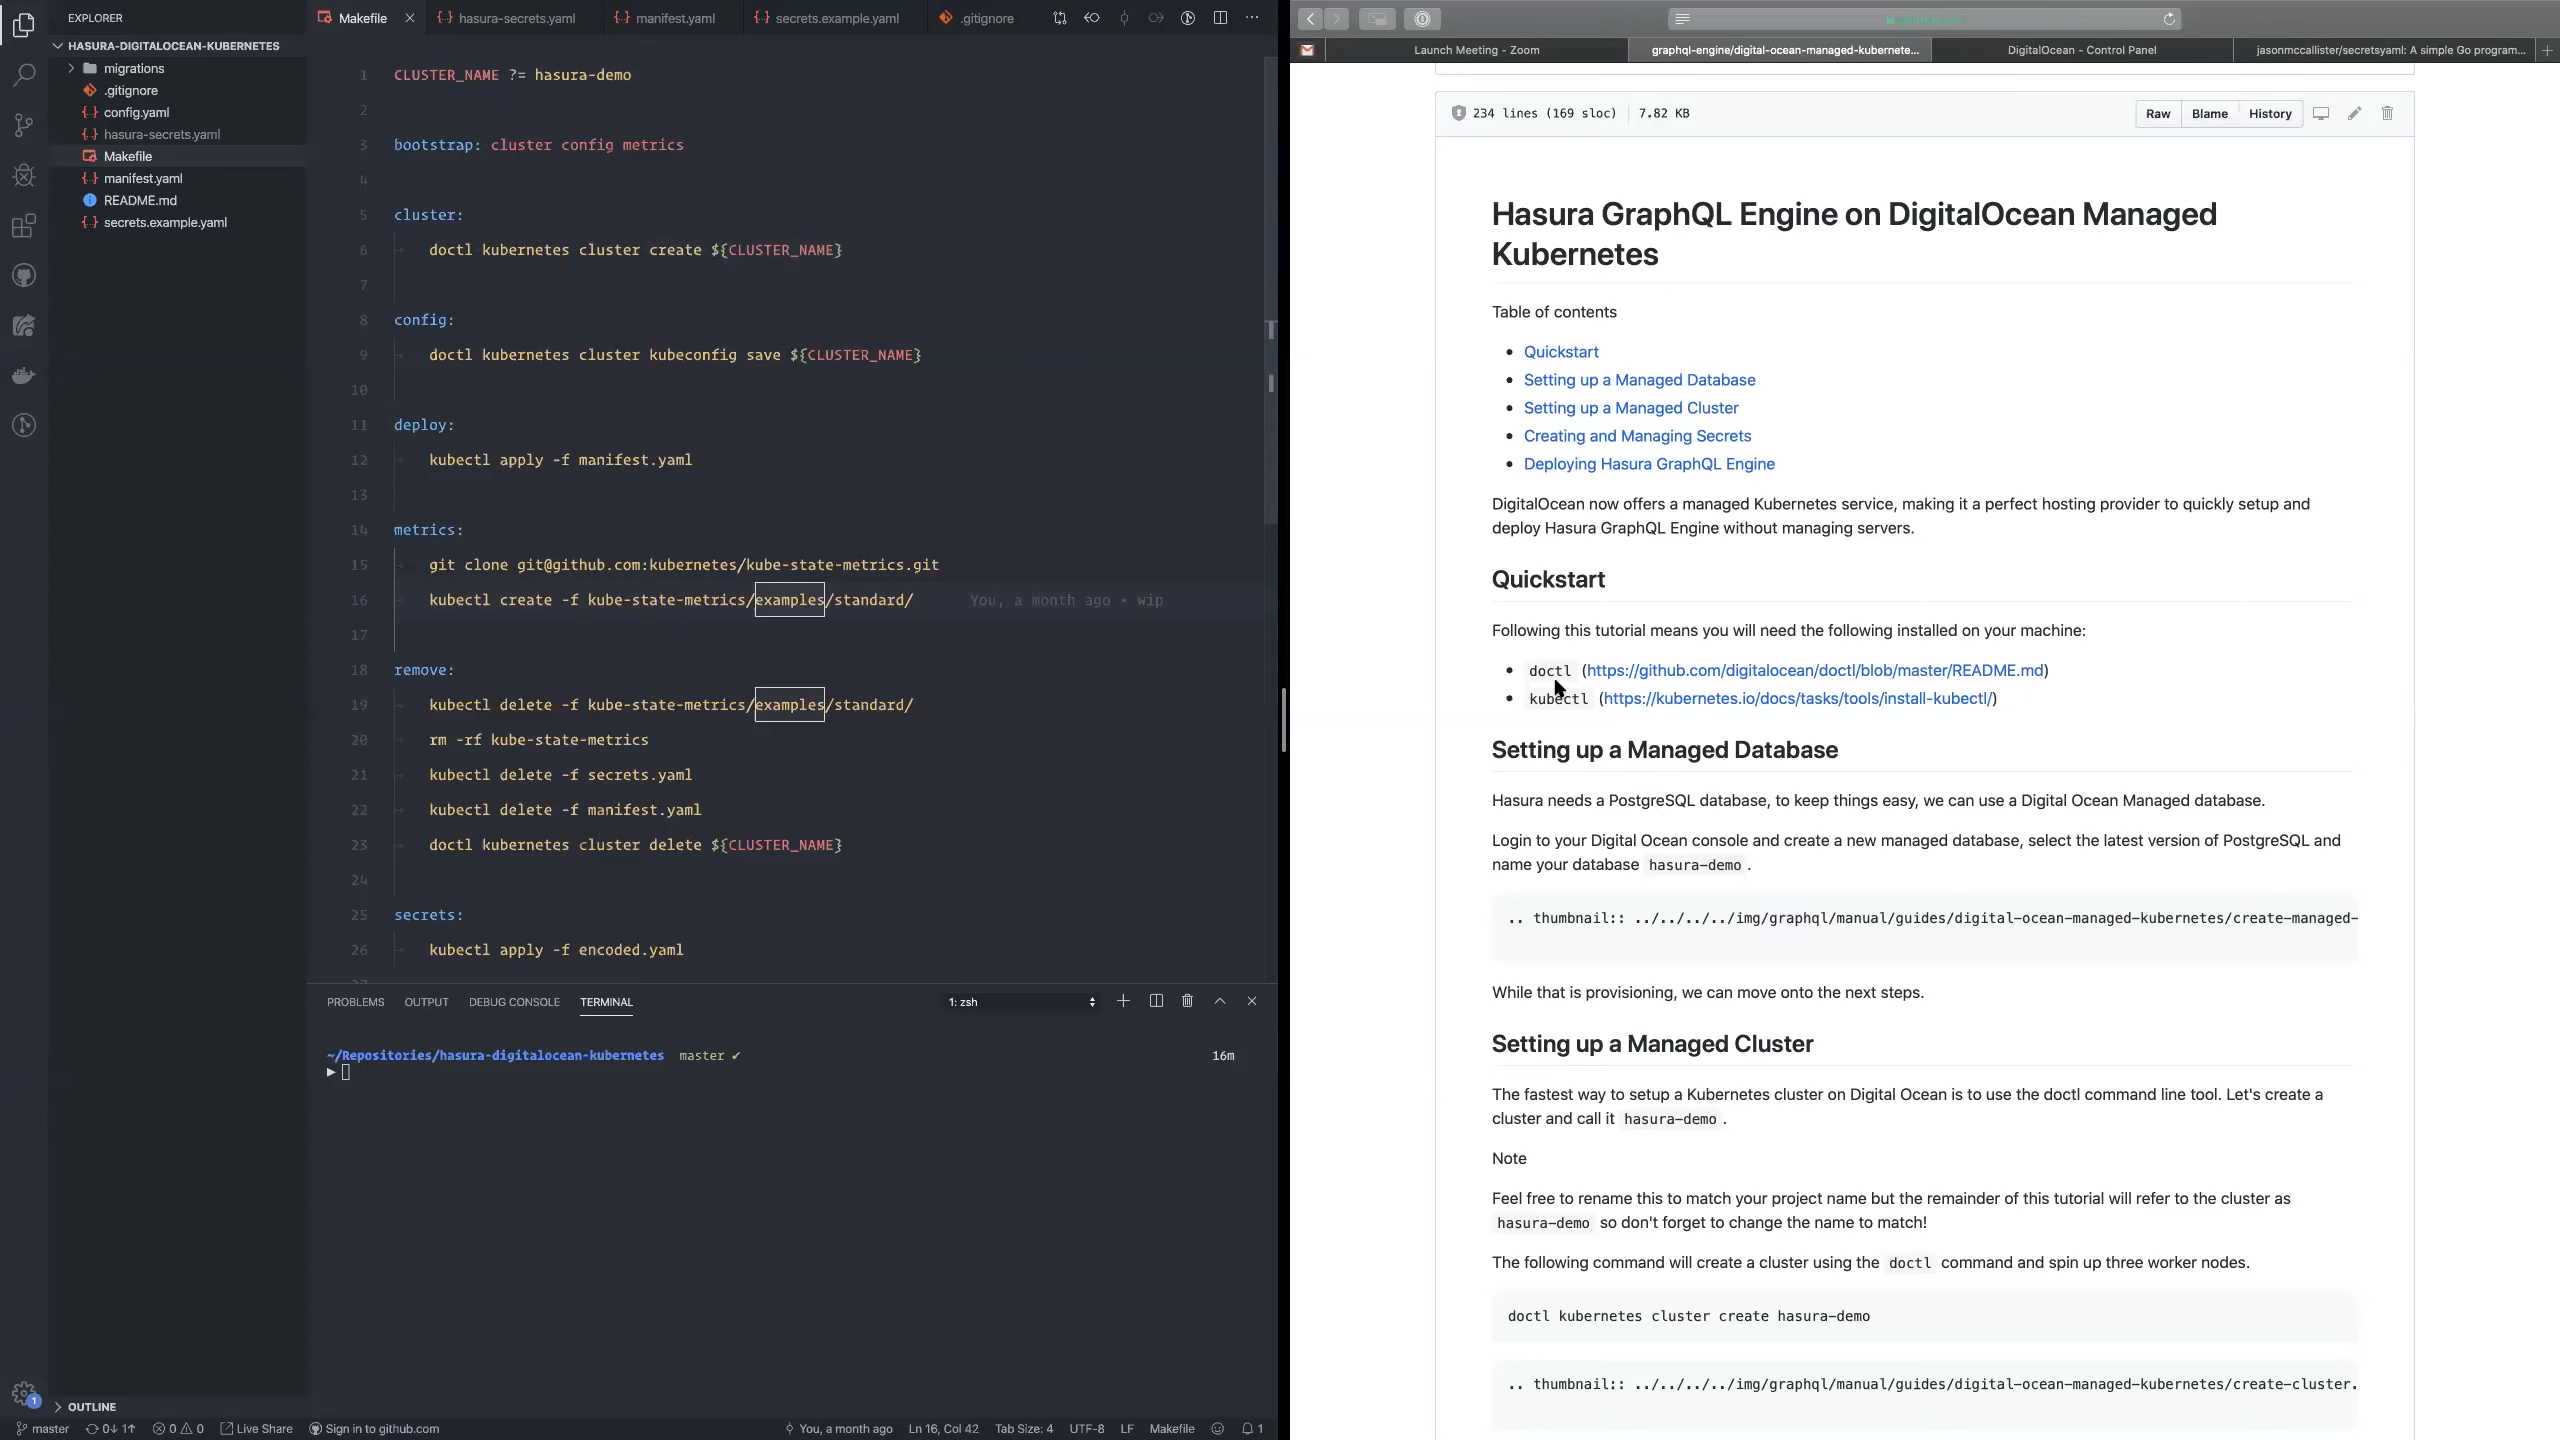 EXPLORER
HASURA-DIGITALOCEAN-KUBERNETES
migrations
.gitignore
config.yaml
hasura-secrets.yaml
Makefile
manifest.yaml
README.md
secrets.example.yaml
OUTLINE
Makefile
hasura-secrets.yaml
manifest.yaml
secrets.example.yaml
.gitignore
1 CLUSTER_NAME ?= hasura-demo
2
3 bootstrap: cluster config metrics
4
5 cluster:
6 doctl kubernetes cluster create ${CLUSTER_NAME}
7
8 config:
9 doctl kubernetes cluster kubeconfig save ${CLUSTER_NAME}
10
11 deploy:
12 kubectl apply -f manifest.yaml
13
14 metrics:
15 git clone git@github.com:kubernetes/kube-state-metrics.git
16 kubectl create -f kube-state-metrics/examples/standard/ You, a month ago • wip
17
18 remove:
19 kubectl delete -f kube-state-metrics/examples/standard/
20 rm -rf kube-state-metrics
21 kubectl delete -f secrets.yaml
22 kubectl delete -f manifest.yaml
23 doctl kubernetes cluster delete ${CLUSTER_NAME}
24
25 secrets:
26 kubectl apply -f encoded.yaml
PROBLEMS OUTPUT DEBUG CONSOLE TERMINAL 1: zsh
~/Repositories/hasura-digitalocean-kubernetes master ✔ 16m
master 0↓ 1↑ 0 0 Live Share Sign in to github.com You, a month ago Ln 16, Col 42 Tab Size: 4 UTF-8 LF Makefile 1
Launch Meeting - Zoom
graphql-engine/digital-ocean-managed-kubernete...
DigitalOcean - Control Panel
jasonmccallister/secretsyaml: A simple Go program...
234 lines (169 sloc) 7.82 KB
Raw Blame History
Hasura GraphQL Engine on DigitalOcean Managed
Kubernetes
Table of contents
• Quickstart
• Setting up a Managed Database
• Setting up a Managed Cluster
• Creating and Managing Secrets
• Deploying Hasura GraphQL Engine
DigitalOcean now offers a managed Kubernetes service, making it a perfect hosting provider to quickly setup and
deploy Hasura GraphQL Engine without managing servers.
Quickstart
Following this tutorial means you will need the following installed on your machine:
• doctl (https://github.com/digitalocean/doctl/blob/master/README.md)
• kubectl (https://kubernetes.io/docs/tasks/tools/install-kubectl/)
Setting up a Managed Database
Hasura needs a PostgreSQL database, to keep things easy, we can use a Digital Ocean Managed database.
Login to your Digital Ocean console and create a new managed database, select the latest version of PostgreSQL and
name your database hasura-demo .
.. thumbnail:: ../../../../img/graphql/manual/guides/digital-ocean-managed-kubernetes/create-managed-
While that is provisioning, we can move onto the next steps.
Setting up a Managed Cluster
The fastest way to setup a Kubernetes cluster on Digital Ocean is to use the doctl command line tool. Let's create a
cluster and call it hasura-demo .
Note
Feel free to rename this to match your project name but the remainder of this tutorial will refer to the cluster as
hasura-demo so don't forget to change the name to match!
The following command will create a cluster using the doctl command and spin up three worker nodes.
doctl kubernetes cluster create hasura-demo
.. thumbnail:: ../../../../img/graphql/manual/guides/digital-ocean-managed-kubernetes/create-cluster.